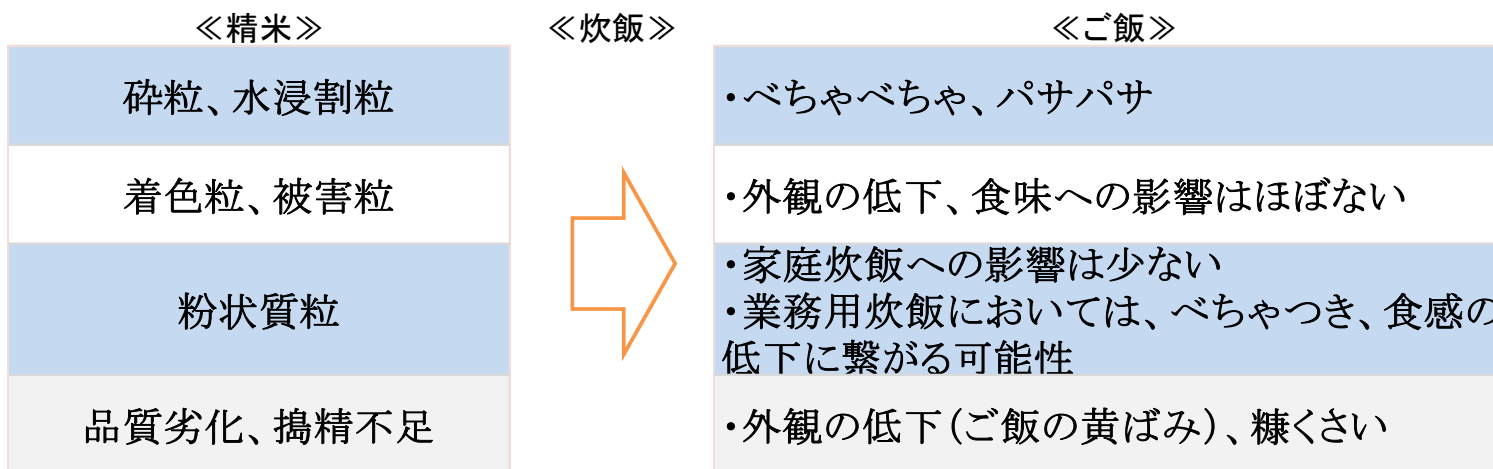 ≪精米≫ ≪炊飯≫ ≪ご飯≫
砕粒、水浸割粒
・べちゃべちゃ、パサパサ
着色粒、被害粒
・外観の低下、食味への影響はほぼない
粉状質粒
・家庭炊飯への影響は少ない
・業務用炊飯においては、べちゃつき、食感の
低下に繋がる可能性
品質劣化、搗精不足
・外観の低下(ご飯の黄ばみ)、糠くさい